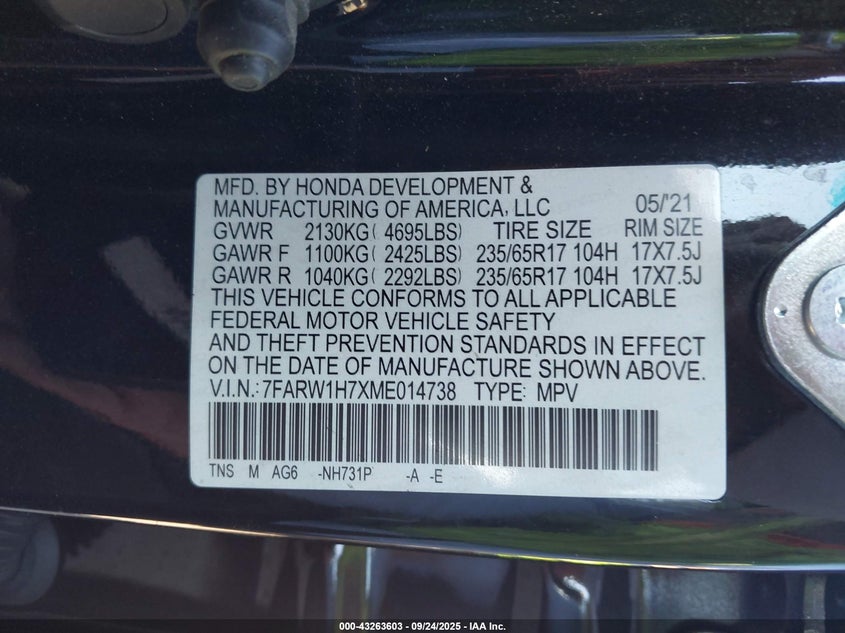 MFD. BY HONDA DEVELOPMENT &
MANUFACTURING OF AMERICA, LLC 05/'21
GVWR 2130KG( 4695LBS) TIRE SIZE RIM SIZE
GAWR F 1100KG( 2425LBS) 235/65R17 104H 17X7.5J
GAWR R 1040KG( 2292LBS) 235/65R17 104H 17X7.5J
THIS VEHICLE CONFORMS TO ALL APPLICABLE
FEDERAL MOTOR VEHICLE SAFETY
AND THEFT PREVENTION STANDARDS IN EFFECT
ON THE DATE OF MANUFACTURE SHOWN ABOVE.
V.I.N.: 7FARW1H7XME014738 TYPE: MPV
TNS M AG6 -NH731P -A -E
000-43263603 - 09/24/2025 - IAA Inc.